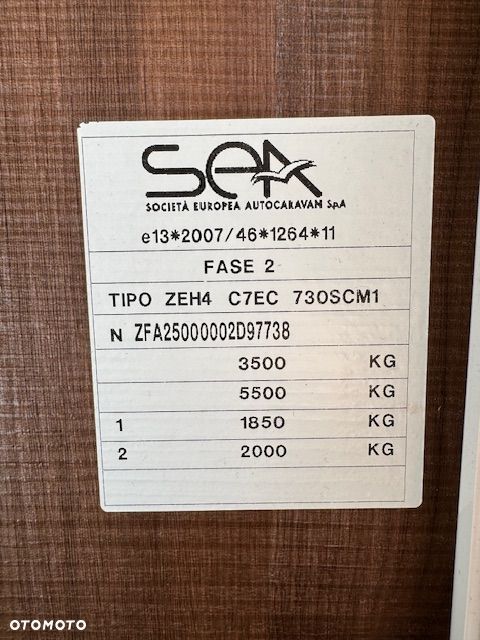 SEA
SOCIETÀ EUROPEA AUTOCARAVAN SpA
e13*2007/46*1264*11
FASE 2
TIPO ZEH4 C7EC 730SCM1
N ZFA25000002D97738
3500 KG
5500 KG
1 1850 KG
2 2000 KG
OTOMOTO